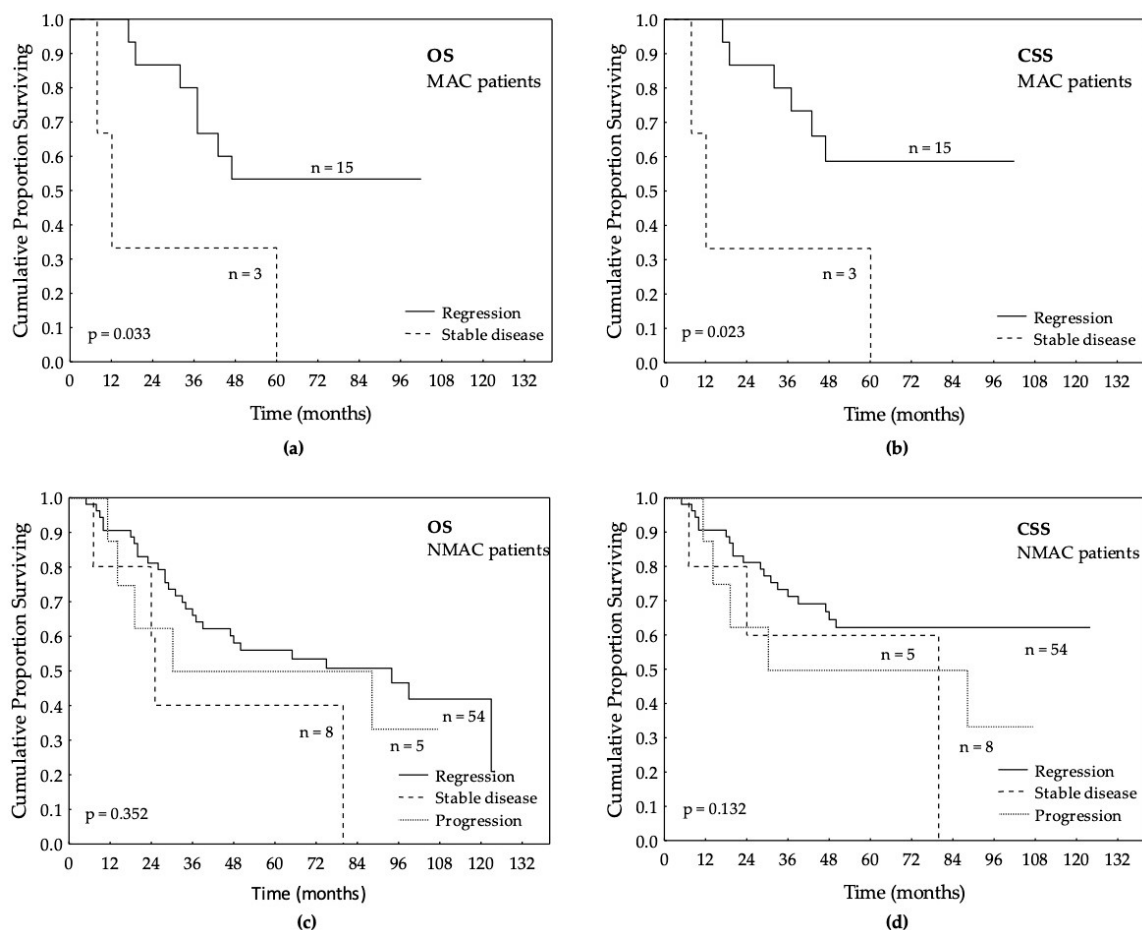 1.0
0.9
0.8
0.7
0.6
0.5
0.4
0.3
0.2
0.1
0.0
Cumulative Proportion Surviving
OS
MAC patients
n = 15
n = 3
Regression
Stable disease
p = 0.033
0 12 24 36 48 60 72 84 96 108 120 132
Time (months)
(a)
1.0
0.9
0.8
0.7
0.6
0.5
0.4
0.3
0.2
0.1
0.0
Cumulative Proportion Surviving
CSS
MAC patients
n = 15
n = 3
Regression
Stable disease
p = 0.023
0 12 24 36 48 60 72 84 96 108 120 132
Time (months)
(b)
1.0
0.9
0.8
0.7
0.6
0.5
0.4
0.3
0.2
0.1
0.0
Cumulative Proportion Surviving
OS
NMAC patients
n = 54
n = 8
n = 5
Regression
Stable disease
Progression
p = 0.352
0 12 24 36 48 60 72 84 96 108 120 132
Time (months)
(c)
1.0
0.9
0.8
0.7
0.6
0.5
0.4
0.3
0.2
0.1
0.0
Cumulative Proportion Surviving
CSS
NMAC patients
n = 5
n = 54
n = 8
Regression
Stable disease
Progression
p = 0.132
0 12 24 36 48 60 72 84 96 108 120 132
Time (months)
(d)